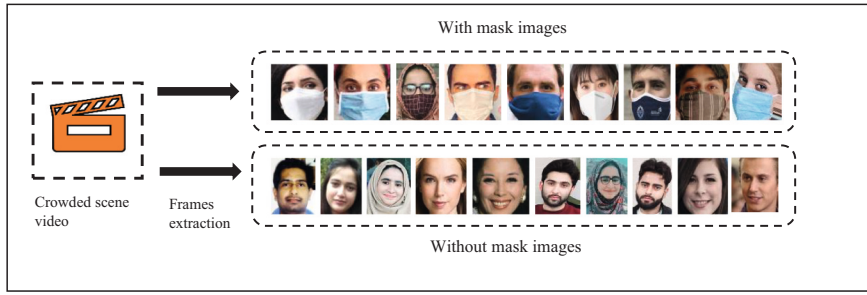 With mask images
Crowded scene
video
Frames
extraction
Without mask images